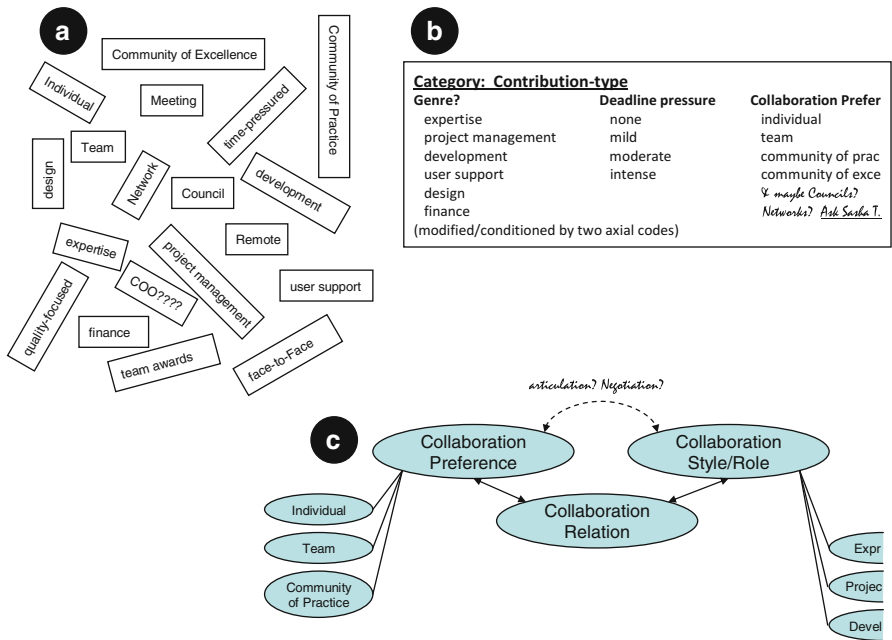 a
Community of Excellence
Community of Practice
Individual
Meeting
time-pressured
Team
design
Network
Council
development
Remote
expertise
project management
COO????
user support
quality-focused
finance
team awards
face-to-Face
b
Category: Contribution-type
Genre? Deadline pressure Collaboration Prefer
expertise none individual
project management mild team
development moderate community of prac
user support intense community of exce
design & maybe Councils?
finance Networks? Ask Sasha T.
(modified/conditioned by two axial codes)
c
articulation? Negotiation?
Collaboration
Preference
Collaboration
Style/Role
Collaboration
Relation
Individual
Team
Community
of Practice
Expr
Projec
Devel